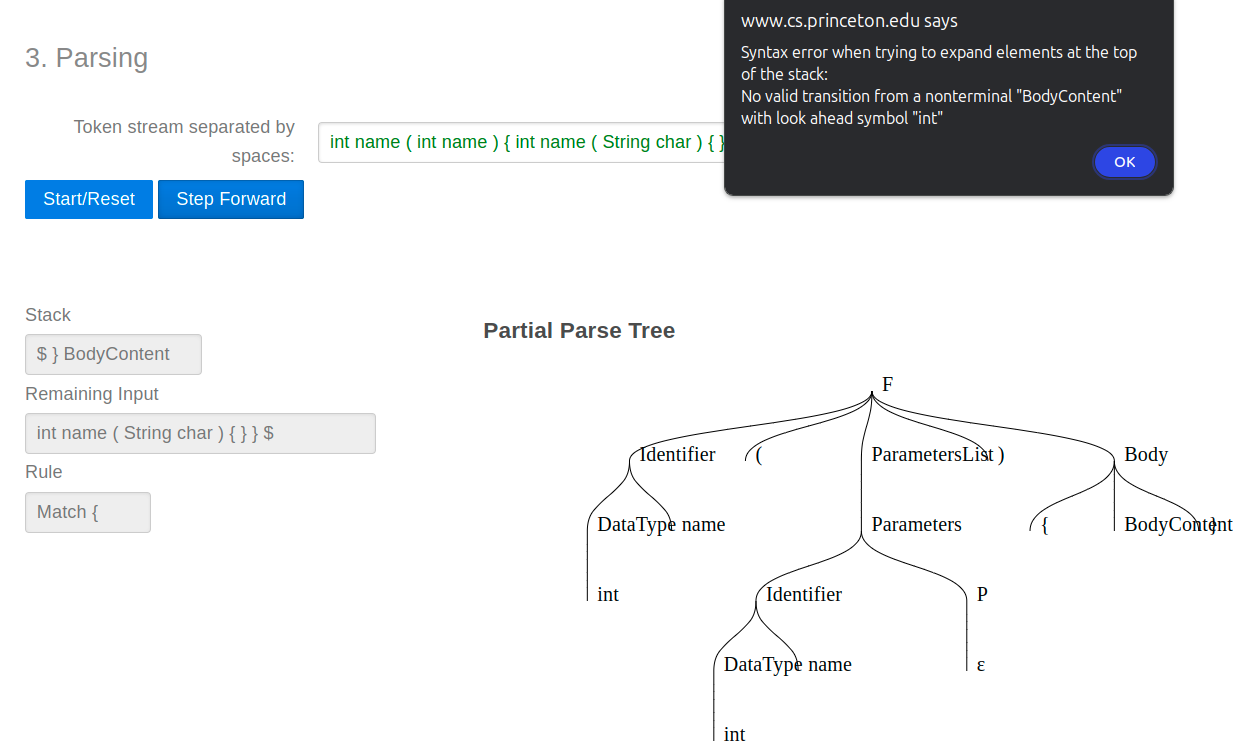 www.cs.princeton.edu says
Syntax error when trying to expand elements at the top
of the stack:
No valid transition from a nonterminal "BodyContent"
with look ahead symbol "int"
OK
3. Parsing
Token stream separated by
spaces:
int name ( int name ) { int name ( String char ) { }
Start/Reset
Step Forward
Stack
$ } BodyContent
Remaining Input
int name ( String char ) { } } $
Rule
Match {
Partial Parse Tree
F
Identifier ( ParametersList ) Body
DataType name Parameters { BodyContent }
int Identifier P
DataType name ε
int